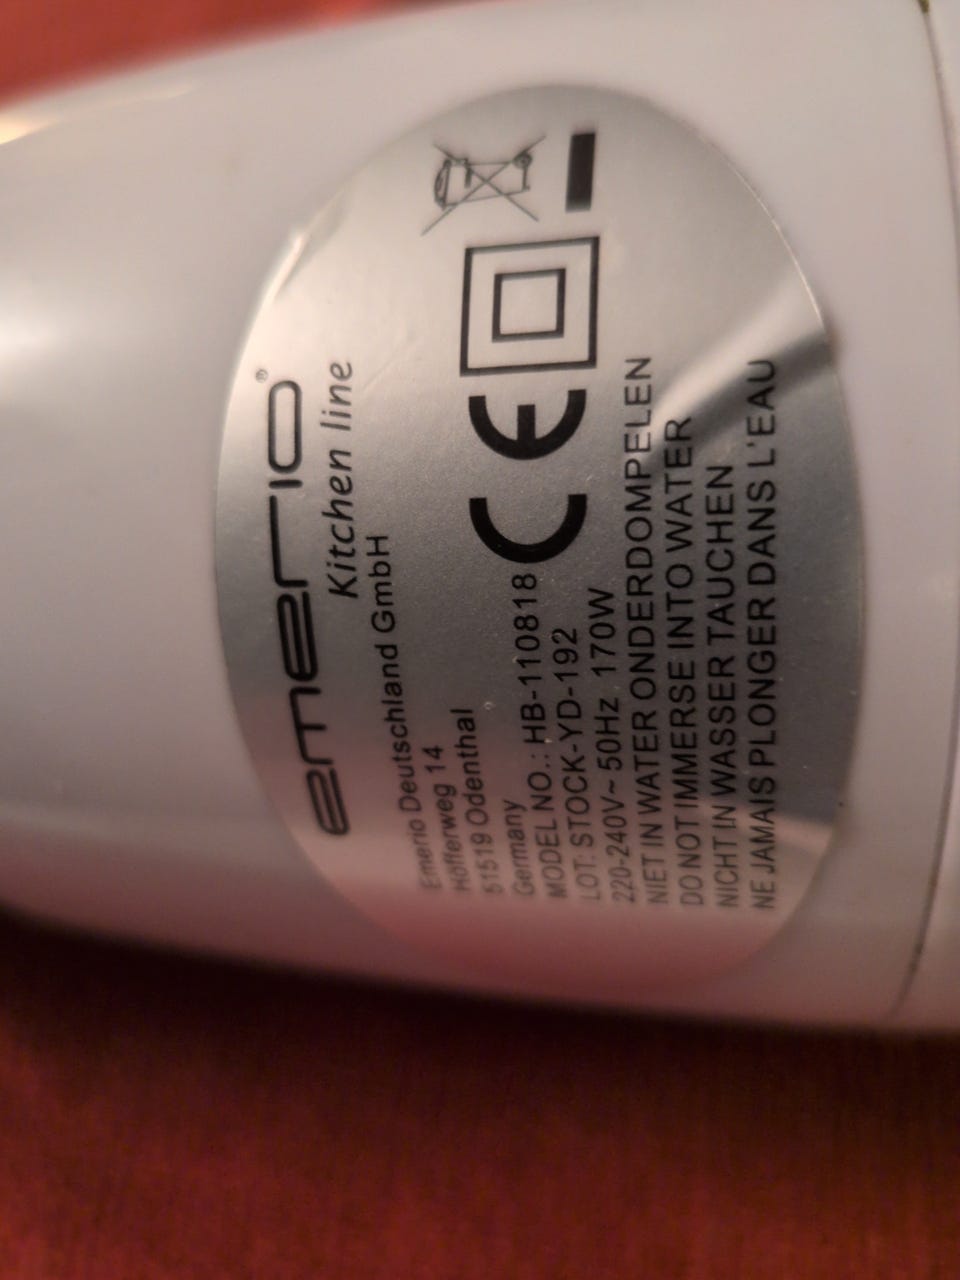 emerio®
Kitchen line
Emerio Deutschland GmbH
Höfferweg 14
51519 Odenthal
Germany
MODEL NO.: HB-110818
LOT: STOCK-YD-192
220-240V~ 50Hz 170W
CE
NIET IN WATER ONDERDOMPELEN
DO NOT IMMERSE INTO WATER
NICHT IN WASSER TAUCHEN
NE JAMAIS PLONGER DANS L'EAU